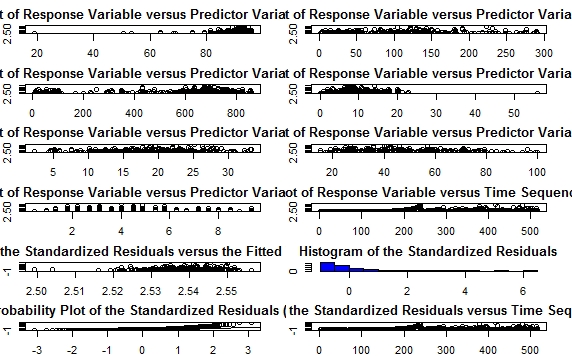 t of Response Variable versus Predictor Variat of Response Variable versus Predictor Varia
2.50 2.50
20 40 60 80 0 50 100 150 200 250 300
t of Response Variable versus Predictor Variat of Response Variable versus Predictor Varia
2.50 2.50
0 200 400 600 800 0 10 20 30 40 50
t of Response Variable versus Predictor Variat of Response Variable versus Predictor Varia
2.50 2.50
5 10 15 20 25 30 20 40 60 80 100
t of Response Variable versus Predictor Variaot of Response Variable versus Time Sequenc
2.50 2.50
2 4 6 8 0 100 200 300 400 500
the Standardized Residuals versus the Fitted Histogram of the Standardized Residuals
-1 0
2.50 2.51 2.52 2.53 2.54 2.55 0 2 4 6
robability Plot of the Standardized Residuals (the Standardized Residuals versus Time Seq
-1 -1
-3 -2 -1 0 1 2 3 0 100 200 300 400 500